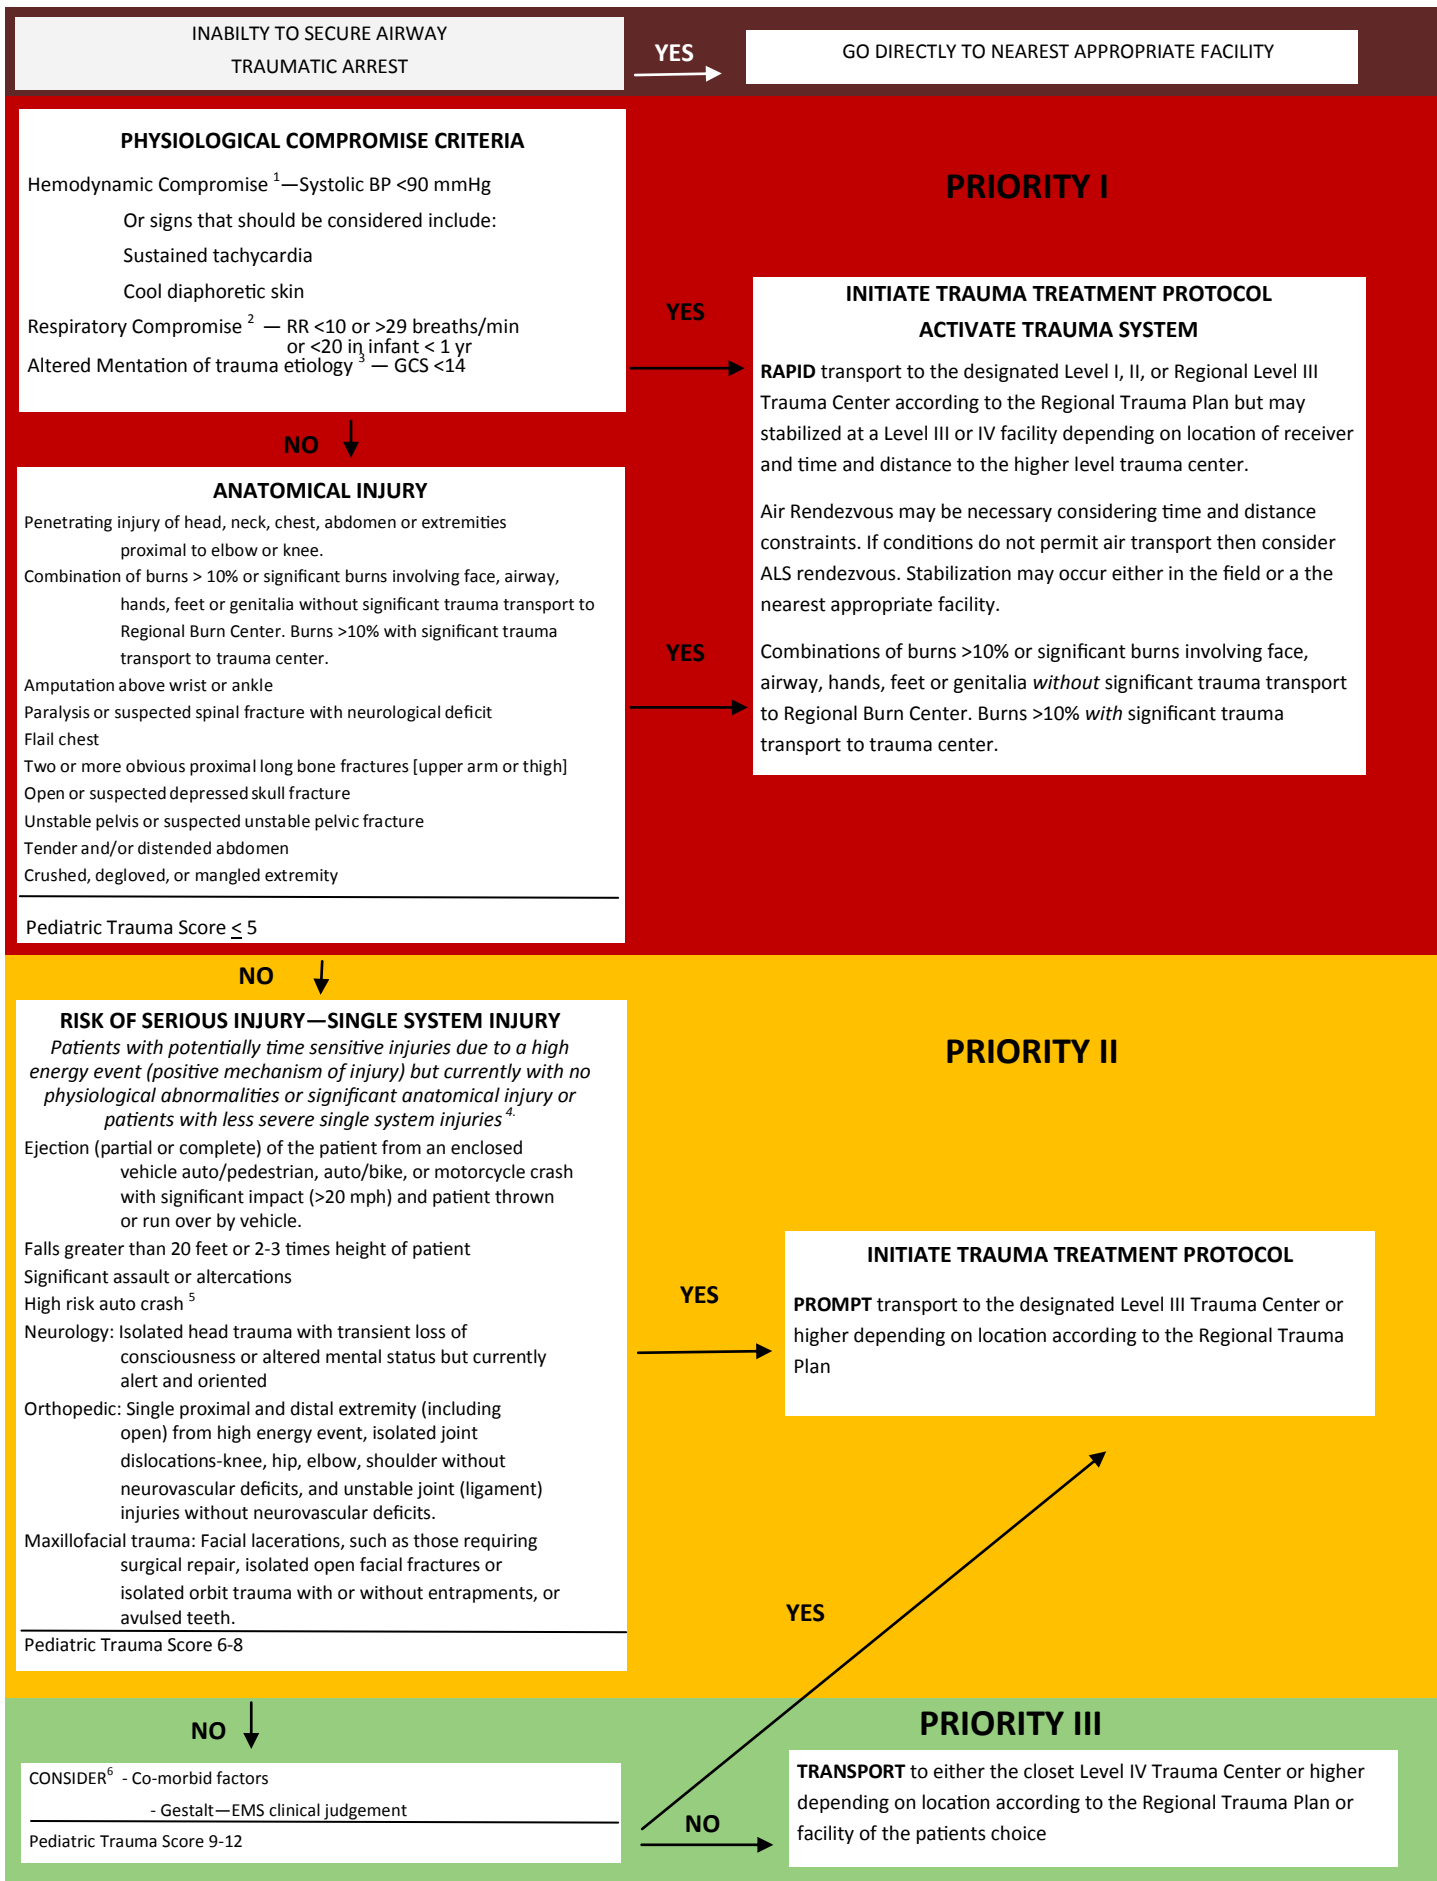 INABILTY TO SECURE AIRWAY
TRAUMATIC ARREST
YES
GO DIRECTLY TO NEAREST APPROPRIATE FACILITY
PHYSIOLOGICAL COMPROMISE CRITERIA
Hemodynamic Compromise 1—Systolic BP <90 mmHg
Or signs that should be considered include:
Sustained tachycardia
Cool diaphoretic skin
Respiratory Compromise 2 — RR <10 or >29 breaths/min
or <20 in infant < 1 yr
Altered Mentation of trauma etiology 3 — GCS <14
YES
PRIORITY I
INITIATE TRAUMA TREATMENT PROTOCOL
ACTIVATE TRAUMA SYSTEM
RAPID transport to the designated Level I, II, or Regional Level III
Trauma Center according to the Regional Trauma Plan but may
stabilized at a Level III or IV facility depending on location of receiver
and time and distance to the higher level trauma center.
Air Rendezvous may be necessary considering time and distance
constraints. If conditions do not permit air transport then consider
ALS rendezvous. Stabilization may occur either in the field or a the
nearest appropriate facility.
Combinations of burns >10% or significant burns involving face,
airway, hands, feet or genitalia without significant trauma transport
to Regional Burn Center. Burns >10% with significant trauma
transport to trauma center.
NO
ANATOMICAL INJURY
Penetrating injury of head, neck, chest, abdomen or extremities
proximal to elbow or knee.
Combination of burns > 10% or significant burns involving face, airway,
hands, feet or genitalia without significant trauma transport to
Regional Burn Center. Burns >10% with significant trauma
transport to trauma center.
Amputation above wrist or ankle
Paralysis or suspected spinal fracture with neurological deficit
Flail chest
Two or more obvious proximal long bone fractures [upper arm or thigh]
Open or suspected depressed skull fracture
Unstable pelvis or suspected unstable pelvic fracture
Tender and/or distended abdomen
Crushed, degloved, or mangled extremity
Pediatric Trauma Score < 5
YES
NO
RISK OF SERIOUS INJURY—SINGLE SYSTEM INJURY
Patients with potentially time sensitive injuries due to a high
energy event (positive mechanism of injury) but currently with no
physiological abnormalities or significant anatomical injury or
patients with less severe single system injuries 4.
Ejection (partial or complete) of the patient from an enclosed
vehicle auto/pedestrian, auto/bike, or motorcycle crash
with significant impact (>20 mph) and patient thrown
or run over by vehicle.
Falls greater than 20 feet or 2-3 times height of patient
Significant assault or altercations
High risk auto crash 5
Neurology: Isolated head trauma with transient loss of
consciousness or altered mental status but currently
alert and oriented
Orthopedic: Single proximal and distal extremity (including
open) from high energy event, isolated joint
dislocations-knee, hip, elbow, shoulder without
neurovascular deficits, and unstable joint (ligament)
injuries without neurovascular deficits.
Maxillofacial trauma: Facial lacerations, such as those requiring
surgical repair, isolated open facial fractures or
isolated orbit trauma with or without entrapments, or
avulsed teeth.
Pediatric Trauma Score 6-8
YES
PRIORITY II
INITIATE TRAUMA TREATMENT PROTOCOL
PROMPT transport to the designated Level III Trauma Center or
higher depending on location according to the Regional Trauma
Plan
YES
NO
CONSIDER6 - Co-morbid factors
- Gestalt—EMS clinical judgement
Pediatric Trauma Score 9-12
NO
PRIORITY III
TRANSPORT to either the closet Level IV Trauma Center or higher
depending on location according to the Regional Trauma Plan or
facility of the patients choice